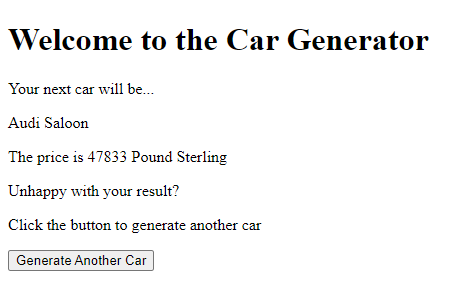 Welcome to the Car Generator
Your next car will be...
Audi Saloon
The price is 47833 Pound Sterling
Unhappy with your result?
Click the button to generate another car
Generate Another Car